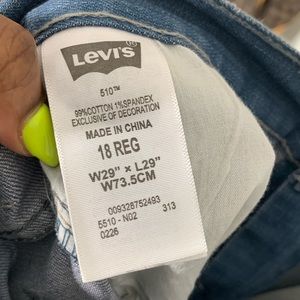 LEVI'S
510™
99%COTTON 1%SPANDEX
EXCLUSIVE OF DECORATION
MADE IN CHINA
18 REG
W29" × L29"
W73.5CM
009328752493
5510 - N02 313
0226